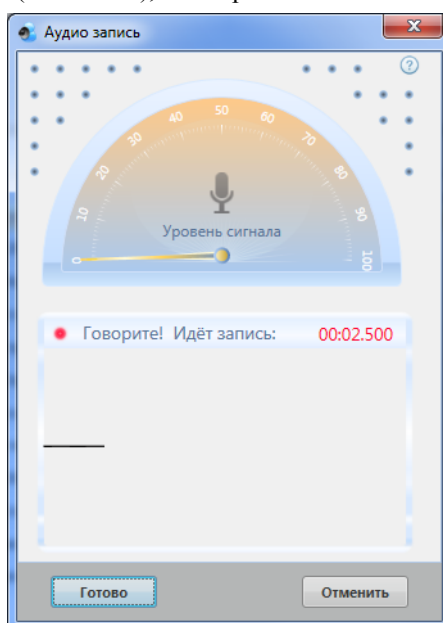 Аудио запись
?
0 10 20 30 40 50 60 70 80 90 100
Уровень сигнала
Говорите! Идёт запись: 00:02.500
Готово Отменить